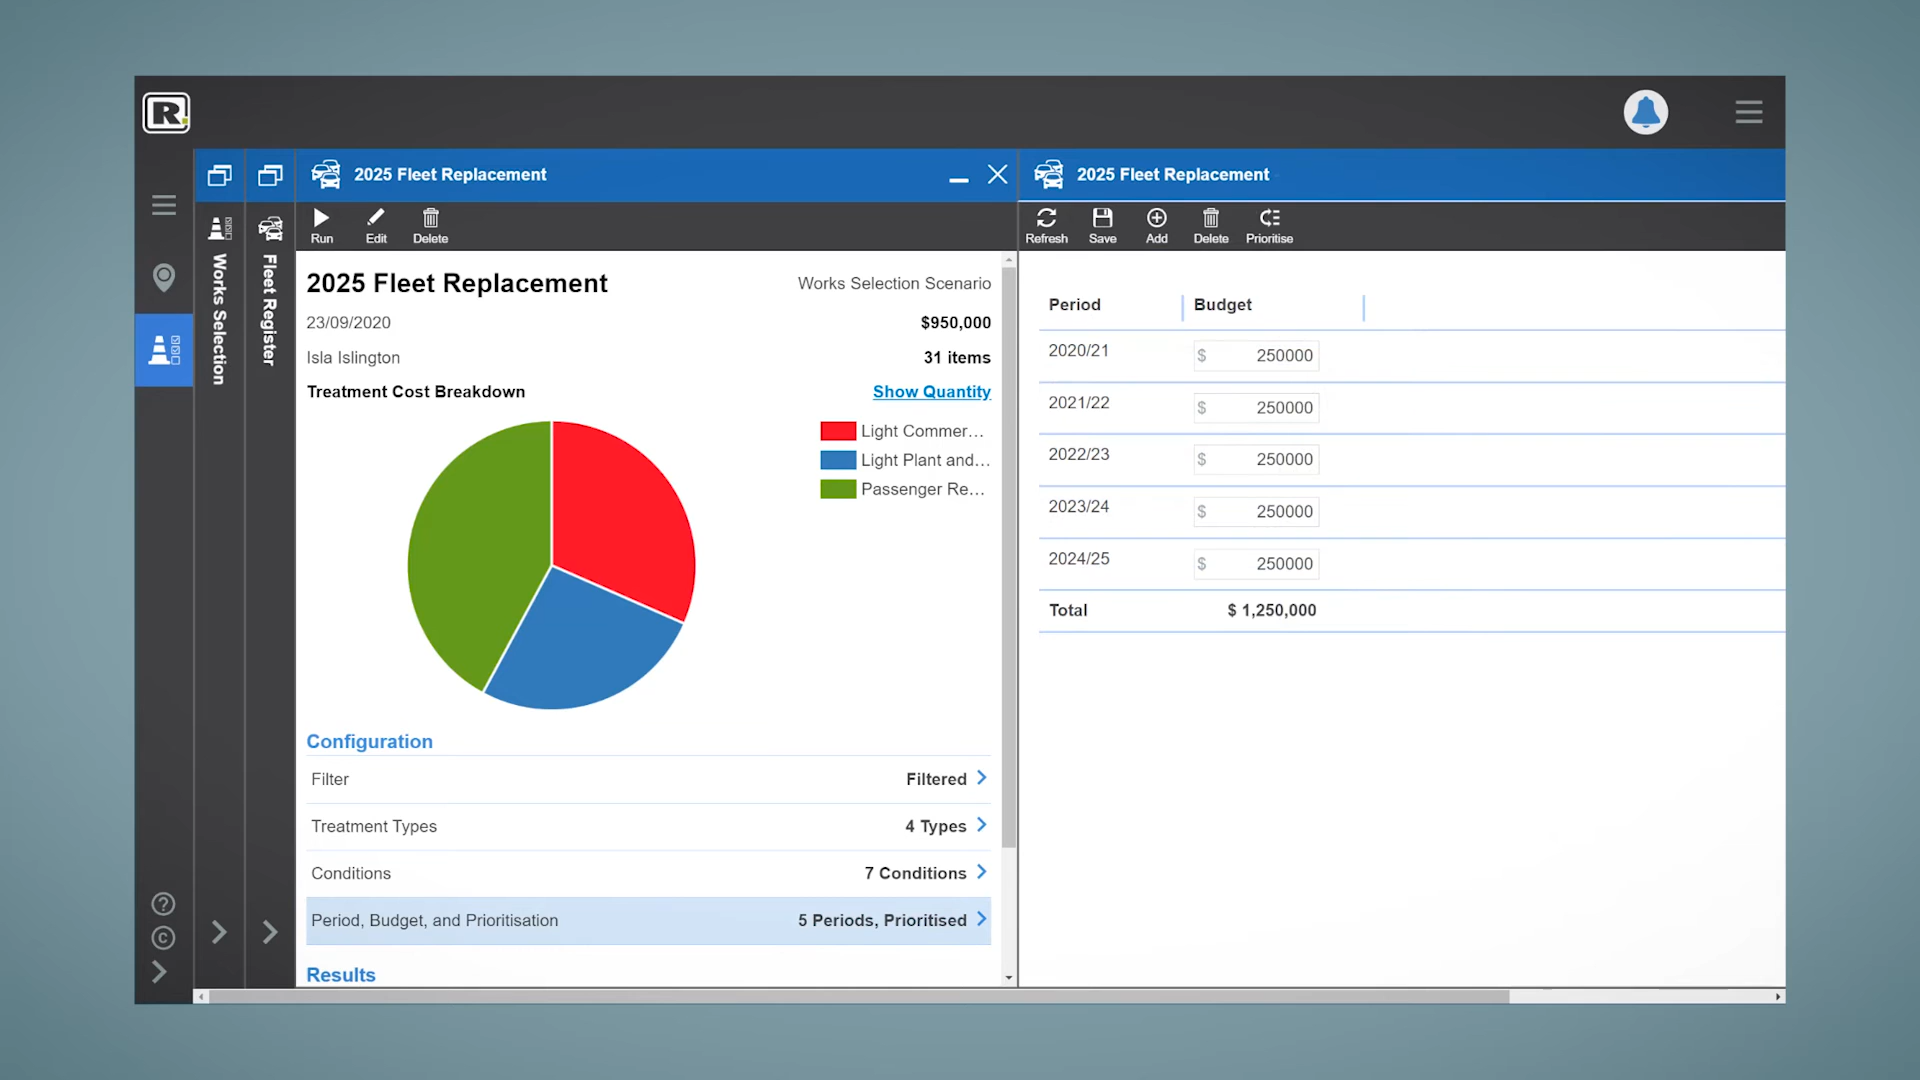 R.
2025 Fleet Replacement
2025 Fleet Replacement
Run
Edit
Delete
Refresh
Save
Add
Delete
Prioritise
Works Selection
Fleet Register
2025 Fleet Replacement
Works Selection Scenario
23/09/2020
$950,000
Isla Islington
31 items
Treatment Cost Breakdown
Show Quantity
Light Commer...
Light Plant and...
Passenger Re...
Configuration
Filter
Filtered
Treatment Types
4 Types
Conditions
7 Conditions
Period, Budget, and Prioritisation
5 Periods, Prioritised
Results
Period
Budget
2020/21
$ 250000
2021/22
$ 250000
2022/23
$ 250000
2023/24
$ 250000
2024/25
$ 250000
Total
$ 1,250,000
?
C